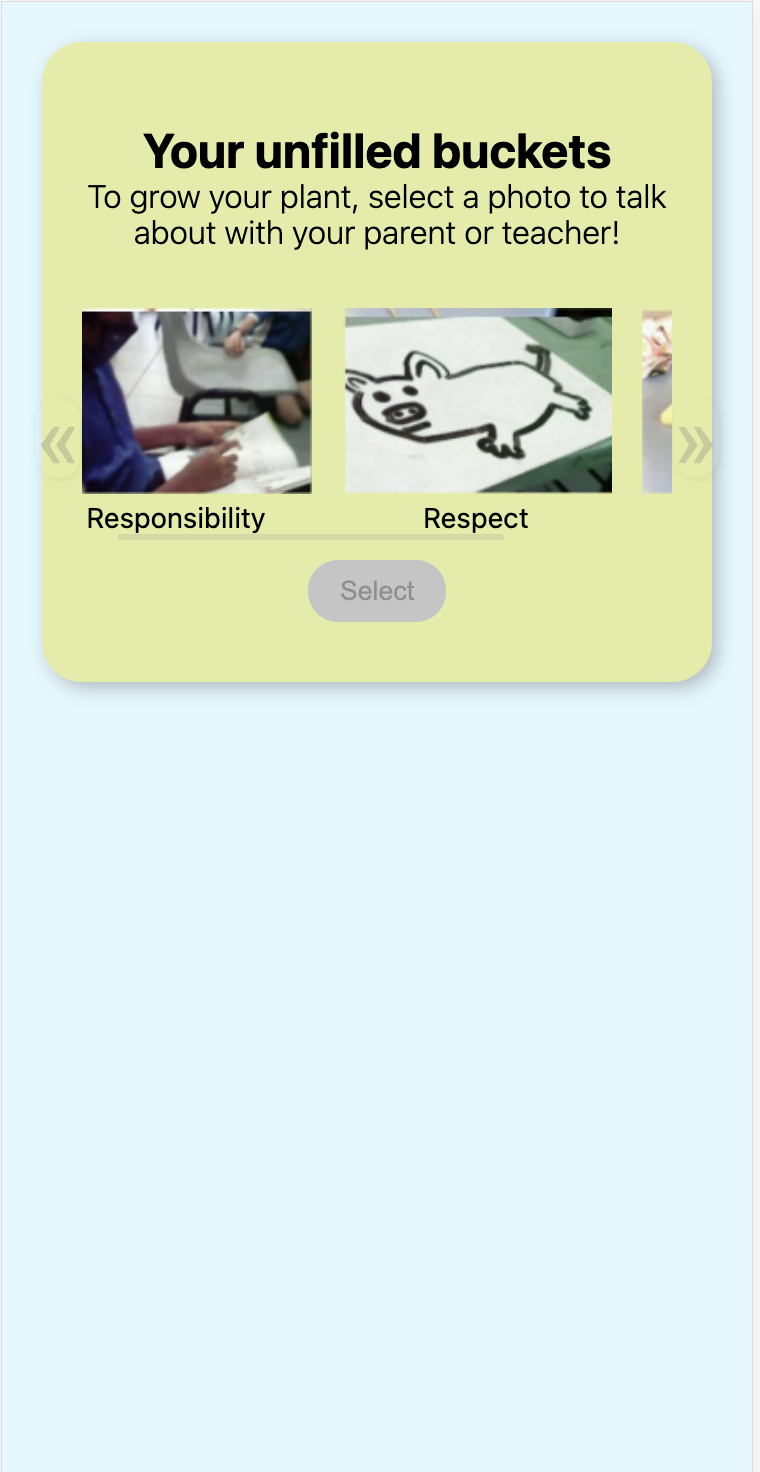 Your unfilled buckets
To grow your plant, select a photo to talk
about with your parent or teacher!
« »
Responsibility Respect
Select